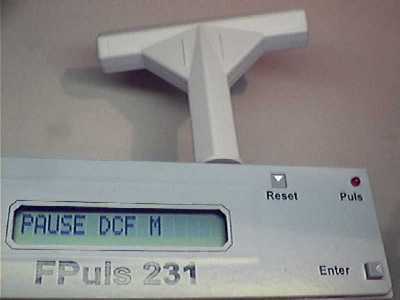 Reset
Puls
PAUSE DCF M
FPuls 231
Enter